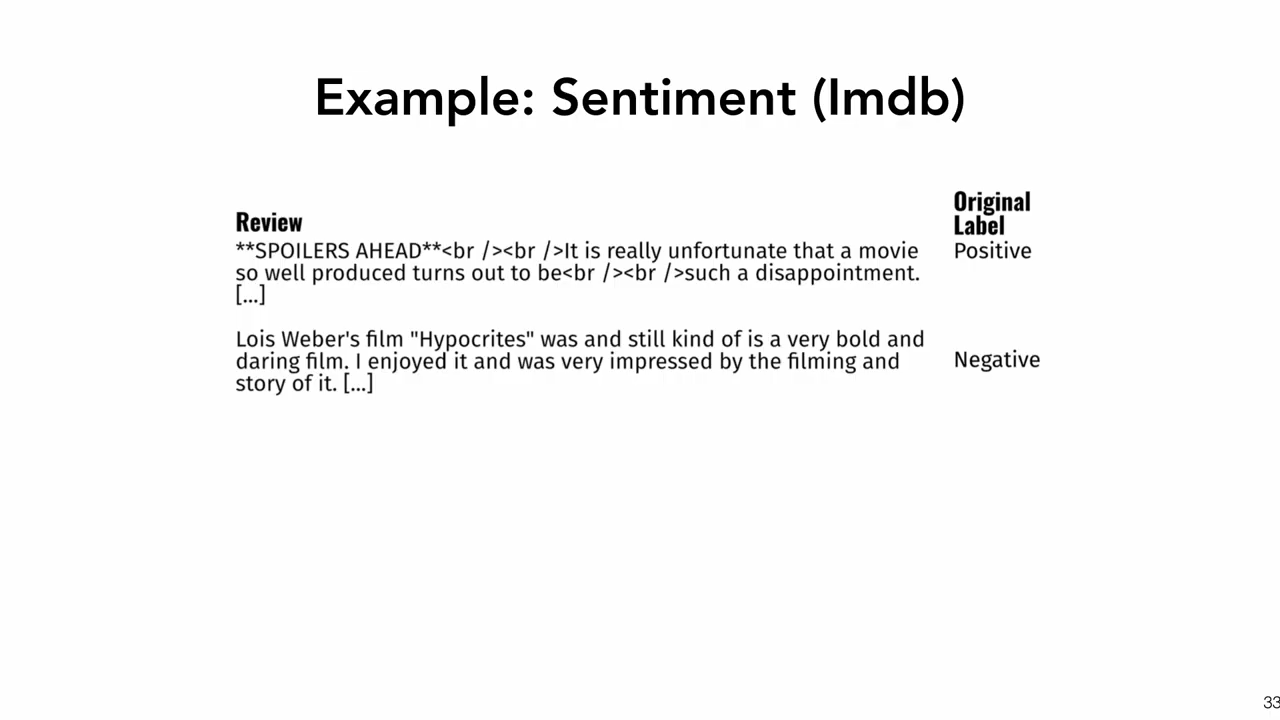 Example: Sentiment (Imdb)
Review
Original
Label
**SPOILERS AHEAD**<br /><br />It is really unfortunate that a movie
so well produced turns out to be<br /><br />such a disappointment.
[...]
Positive
Lois Weber's film "Hypocrites" was and still kind of is a very bold and
daring film. I enjoyed it and was very impressed by the filming and
story of it. [...]
Negative
33